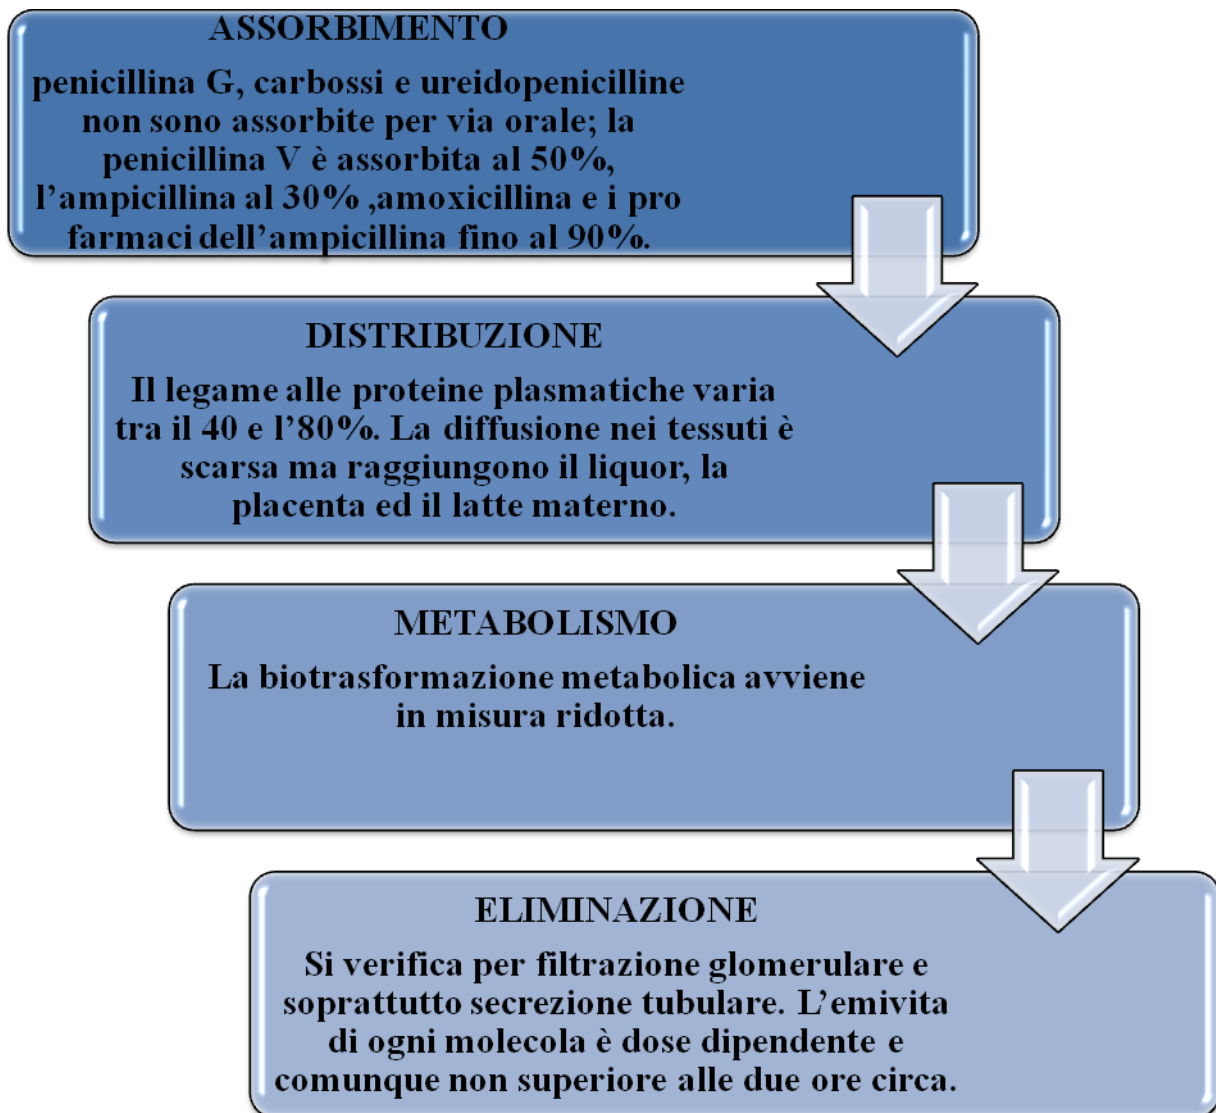 ASSORBIMENTO
penicillina G, carbossi e ureidopenicilline
non sono assorbite per via orale; la
penicillina V è assorbita al 50%,
l’ampicillina al 30% ,amoxicillina e i pro
farmaci dell’ampicillina fino al 90%.
DISTRIBUZIONE
Il legame alle proteine plasmatiche varia
tra il 40 e l’80%. La diffusione nei tessuti è
scarsa ma raggiungono il liquor, la
placenta ed il latte materno.
METABOLISMO
La biotrasformazione metabolica avviene
in misura ridotta.
ELIMINAZIONE
Si verifica per filtrazione glomerulare e
soprattutto secrezione tubulare. L’emivita
di ogni molecola è dose dipendente e
comunque non superiore alle due ore circa.